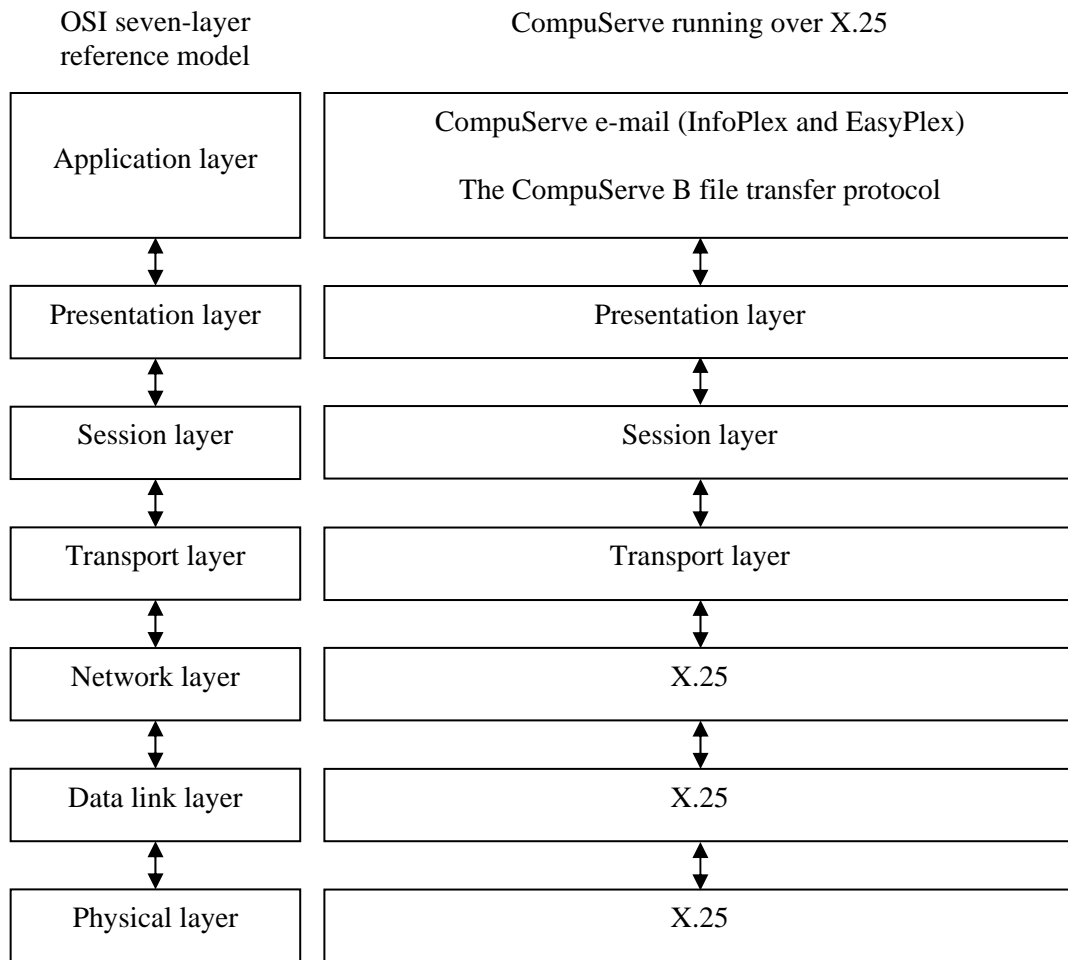 OSI seven-layer
reference model
CompuServe running over X.25
Application layer
CompuServe e-mail (InfoPlex and EasyPlex)
The CompuServe B file transfer protocol
Presentation layer
Presentation layer
Session layer
Session layer
Transport layer
Transport layer
Network layer
X.25
Data link layer
X.25
Physical layer
X.25